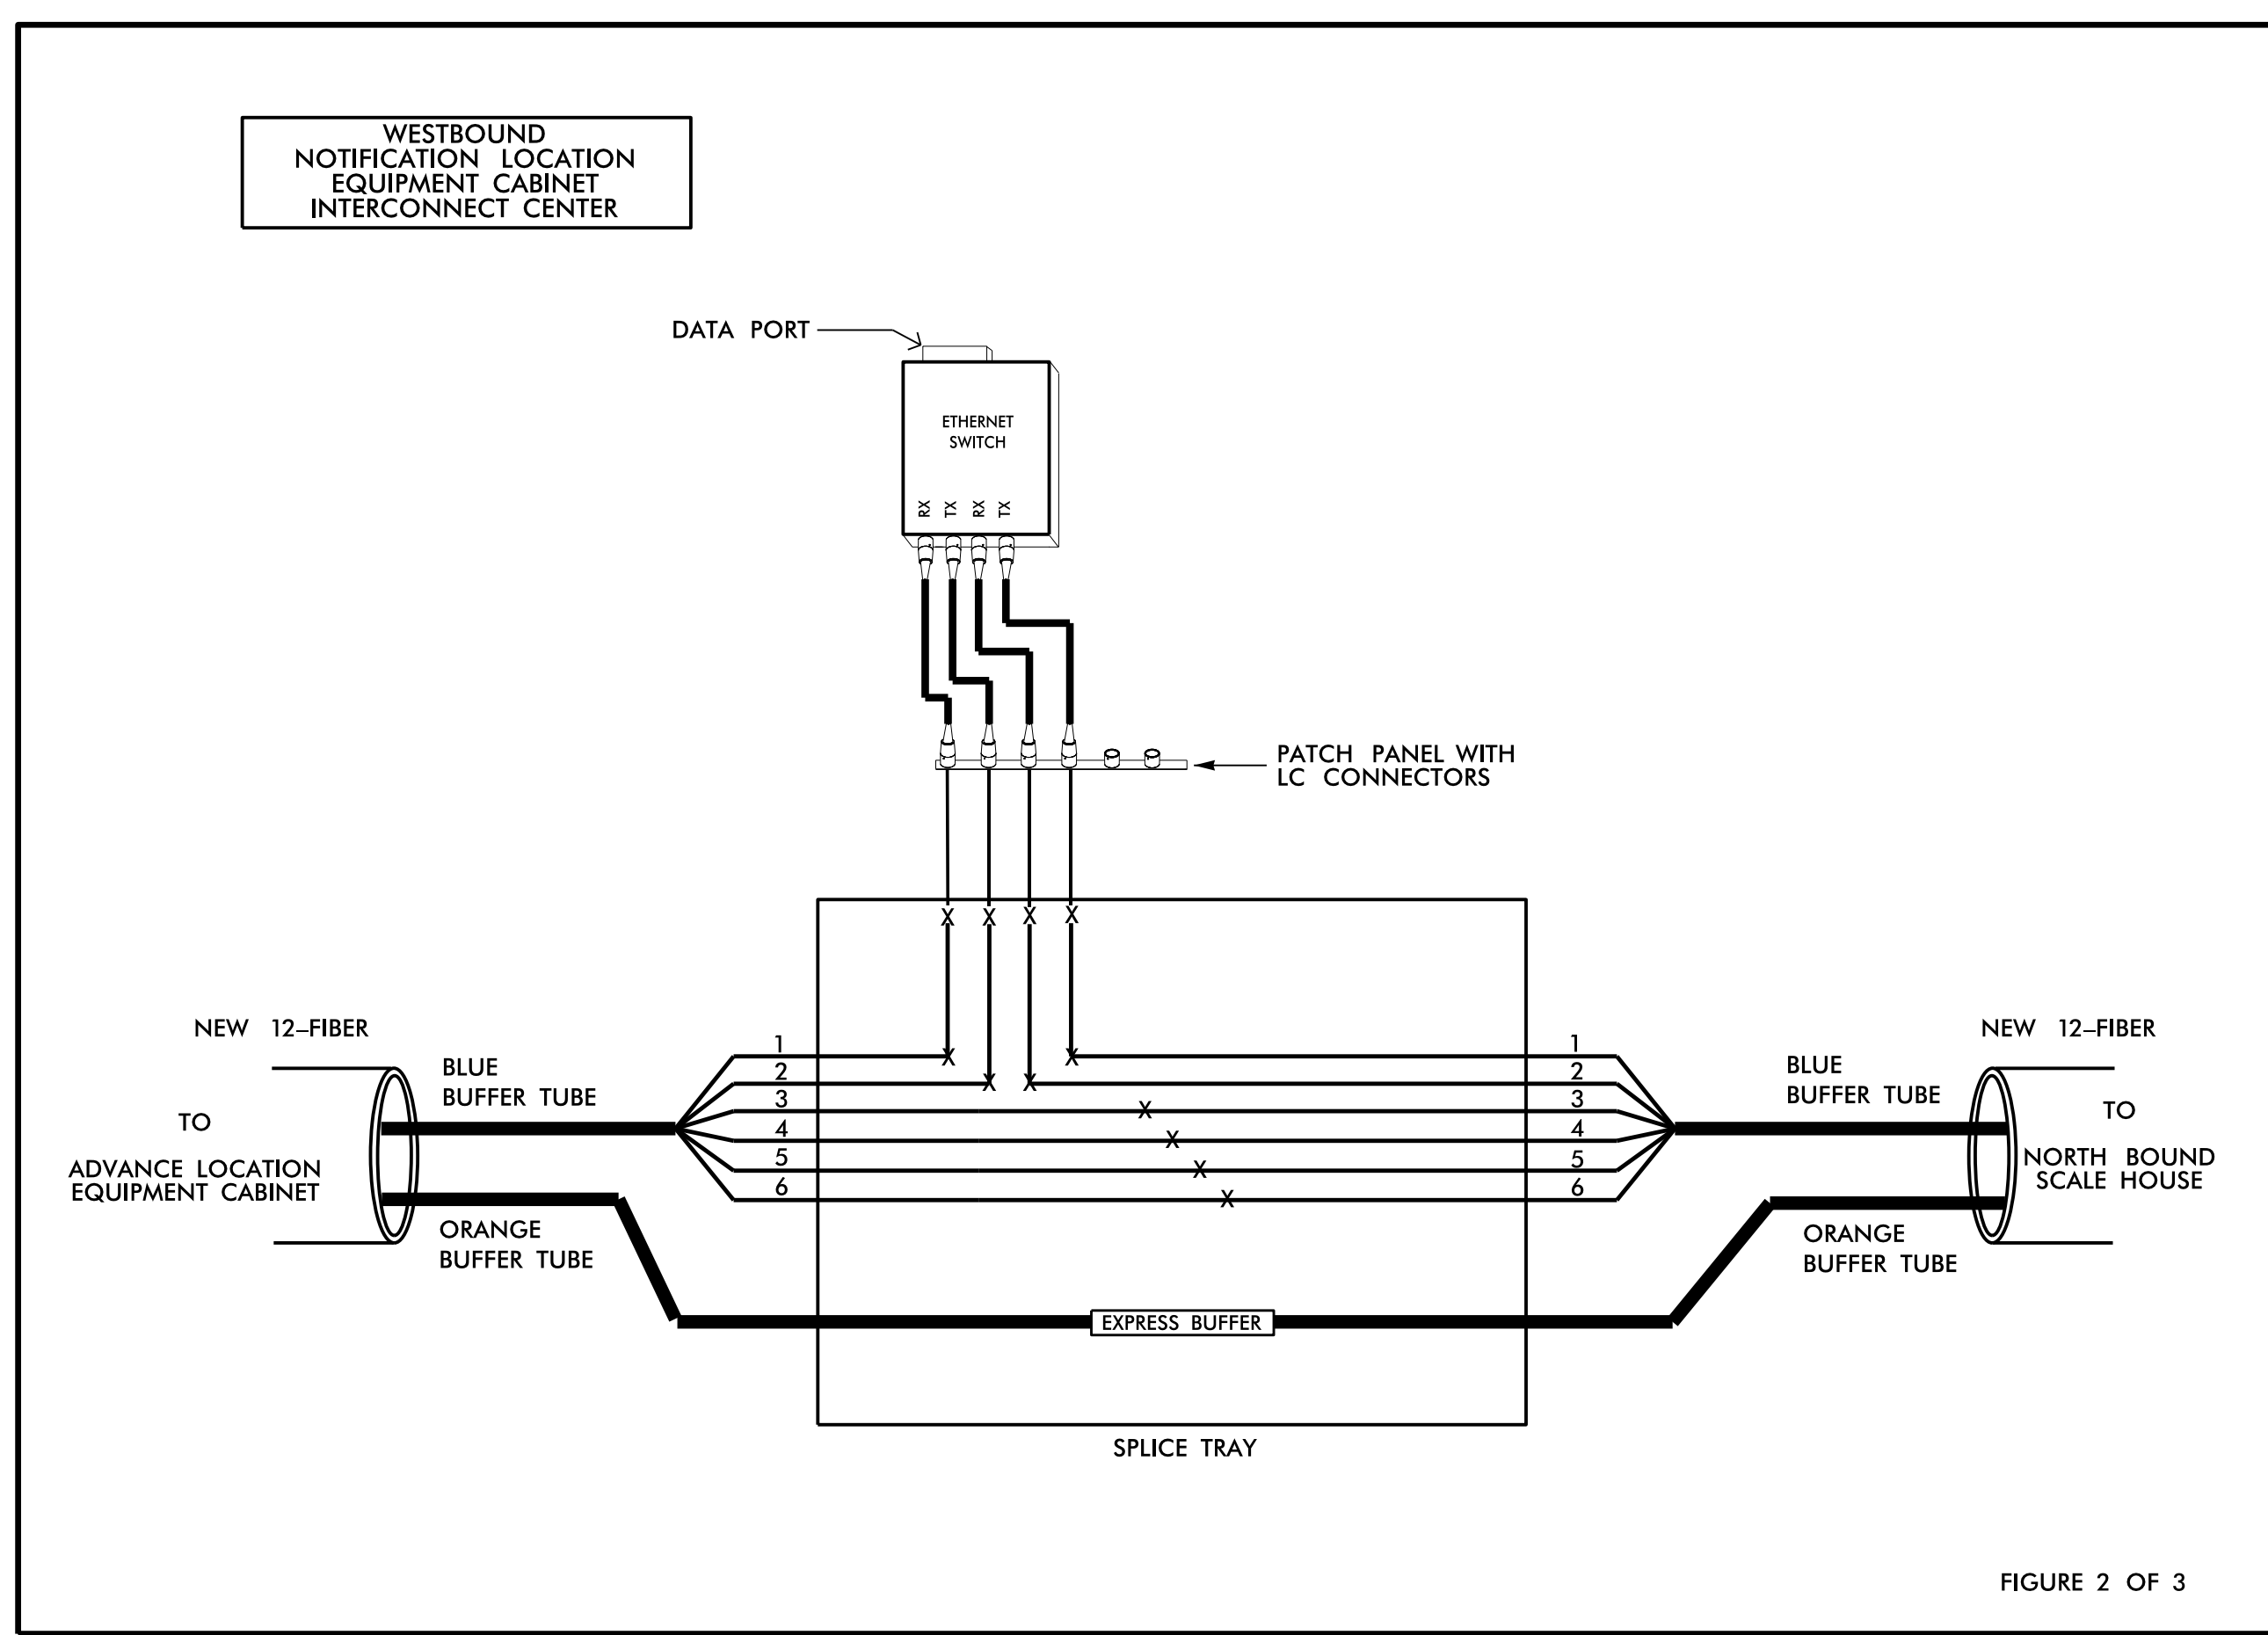 WESTBOUND
NOTIFICATION LOCATION
EQUIPMENT CABINET
INTERCONNECT CENTER
DATA PORT
ETHERNET
SWITCH
RX TX RX TX
PATCH PANEL WITH
LC CONNECTORS
X X X X
NEW 12–FIBER
TO
ADVANCE LOCATION
EQUIPMENT CABINET
BLUE
BUFFER TUBE
ORANGE
BUFFER TUBE
1 X X 1
2 X X 2
3 X 3
4 X 4
5 X 5
6 X 6
EXPRESS BUFFER
SPLICE TRAY
NEW 12–FIBER
BLUE
BUFFER TUBE
TO
NORTH BOUND
SCALE HOUSE
ORANGE
BUFFER TUBE
FIGURE 2 OF 3